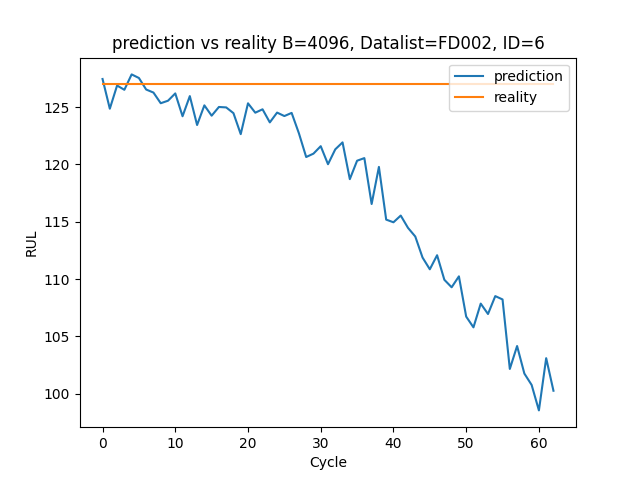 prediction vs reality B=4096, Datalist=FD002, ID=6
prediction
reality
125
120
115
110
105
100
RUL
0 10 20 30 40 50 60
Cycle